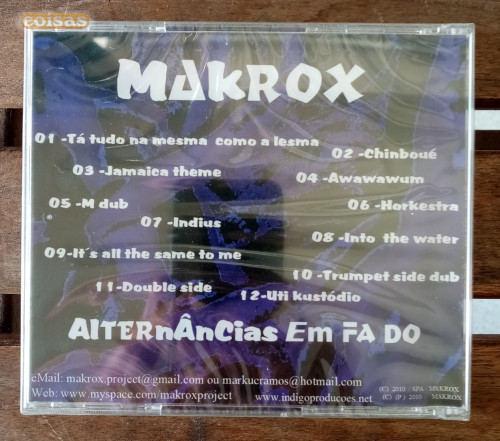 coisas
MAKROX
01 -Tá tudo na mesma como a lesma
02 -Chinboué
03 -Jamaica theme
04 -Awawawum
05 -M dub
06 -Horkestra
07 -Indius
08 -Into the water
09-It´s all the same to me
10 -Trumpet side dub
11-Double side
12-Uti kustódio
AlTERnÂnCias Em FA DO
eMail: makrox.project@gmail.com ou markucramos@hotmail.com
Web: www.myspace.com/makroxproject www.indigoproducoes.net
(C) 2010 / SPA / MAKROX
(C) (P) 2010 MAKROX